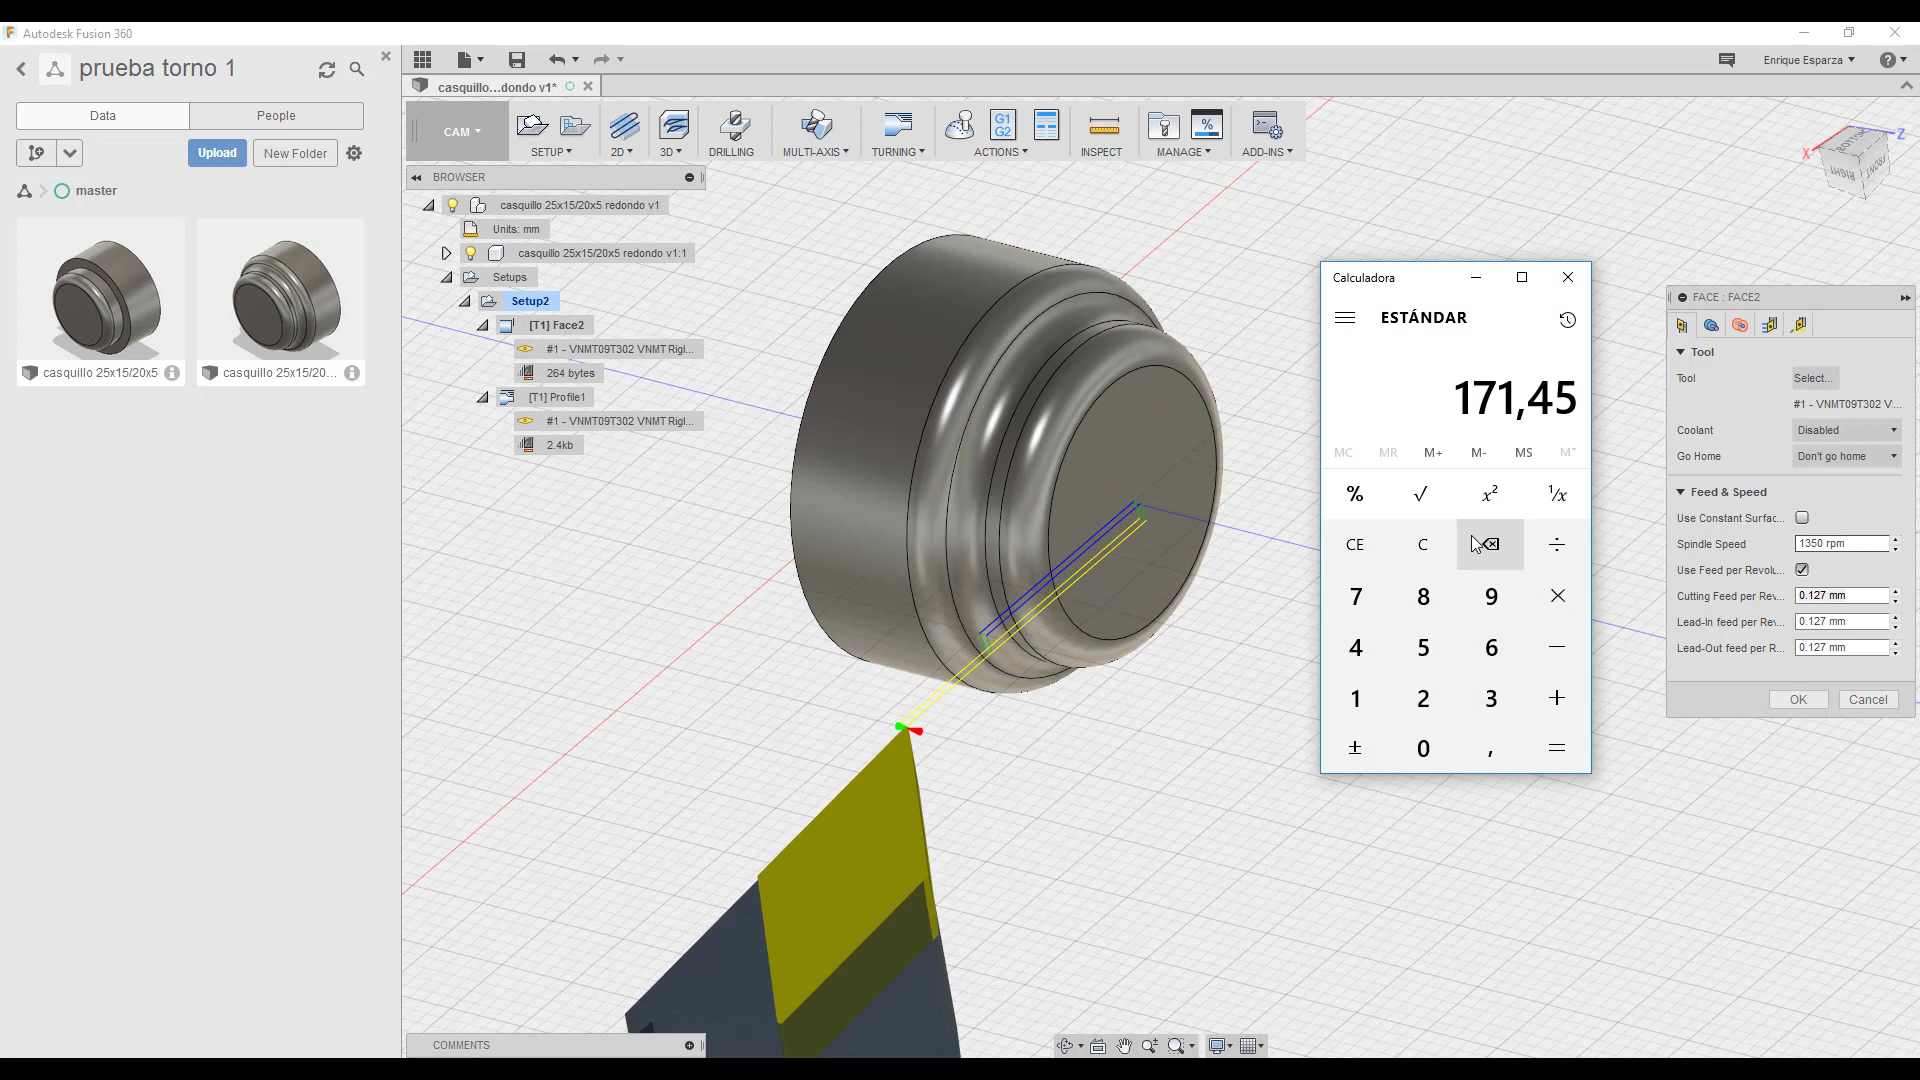 Autodesk Fusion 360
prueba torno 1
Data
People
Upload
New Folder
master
casquillo 25x15/20x5
casquillo 25x15/20...
Enrique Esparza
casquillo...dondo v1*
CAM
SETUP
2D
3D
DRILLING
MULTI-AXIS
TURNING
G1
G2
ACTIONS
INSPECT
%
MANAGE
ADD-INS
BROWSER
casquillo 25x15/20x5 redondo v1
Units: mm
casquillo 25x15/20x5 redondo v1:1
Setups
Setup2
[T1] Face2
#1 - VNMT09T302 VNMT Rigl...
264 bytes
[T1] Profile1
#1 - VNMT09T302 VNMT Rigl...
2.4kb
X
Z
BOTTOM
RIGHT
FRONT
Calculadora
ESTÁNDAR
171,45
MC MR M+ M- MS M˅
% √ x² ¹/x
CE C ÷
7 8 9 ×
4 5 6 −
1 2 3 +
± 0 , =
FACE : FACE2
Tool
Tool
Select...
#1 - VNMT09T302 V...
Coolant
Disabled
Go Home
Don't go home
Feed & Speed
Use Constant Surfac...
Spindle Speed
1350 rpm
Use Feed per Revolu...
Cutting Feed per Rev...
0.127 mm
Lead-In feed per Rev...
0.127 mm
Lead-Out feed per R...
0.127 mm
OK
Cancel
COMMENTS